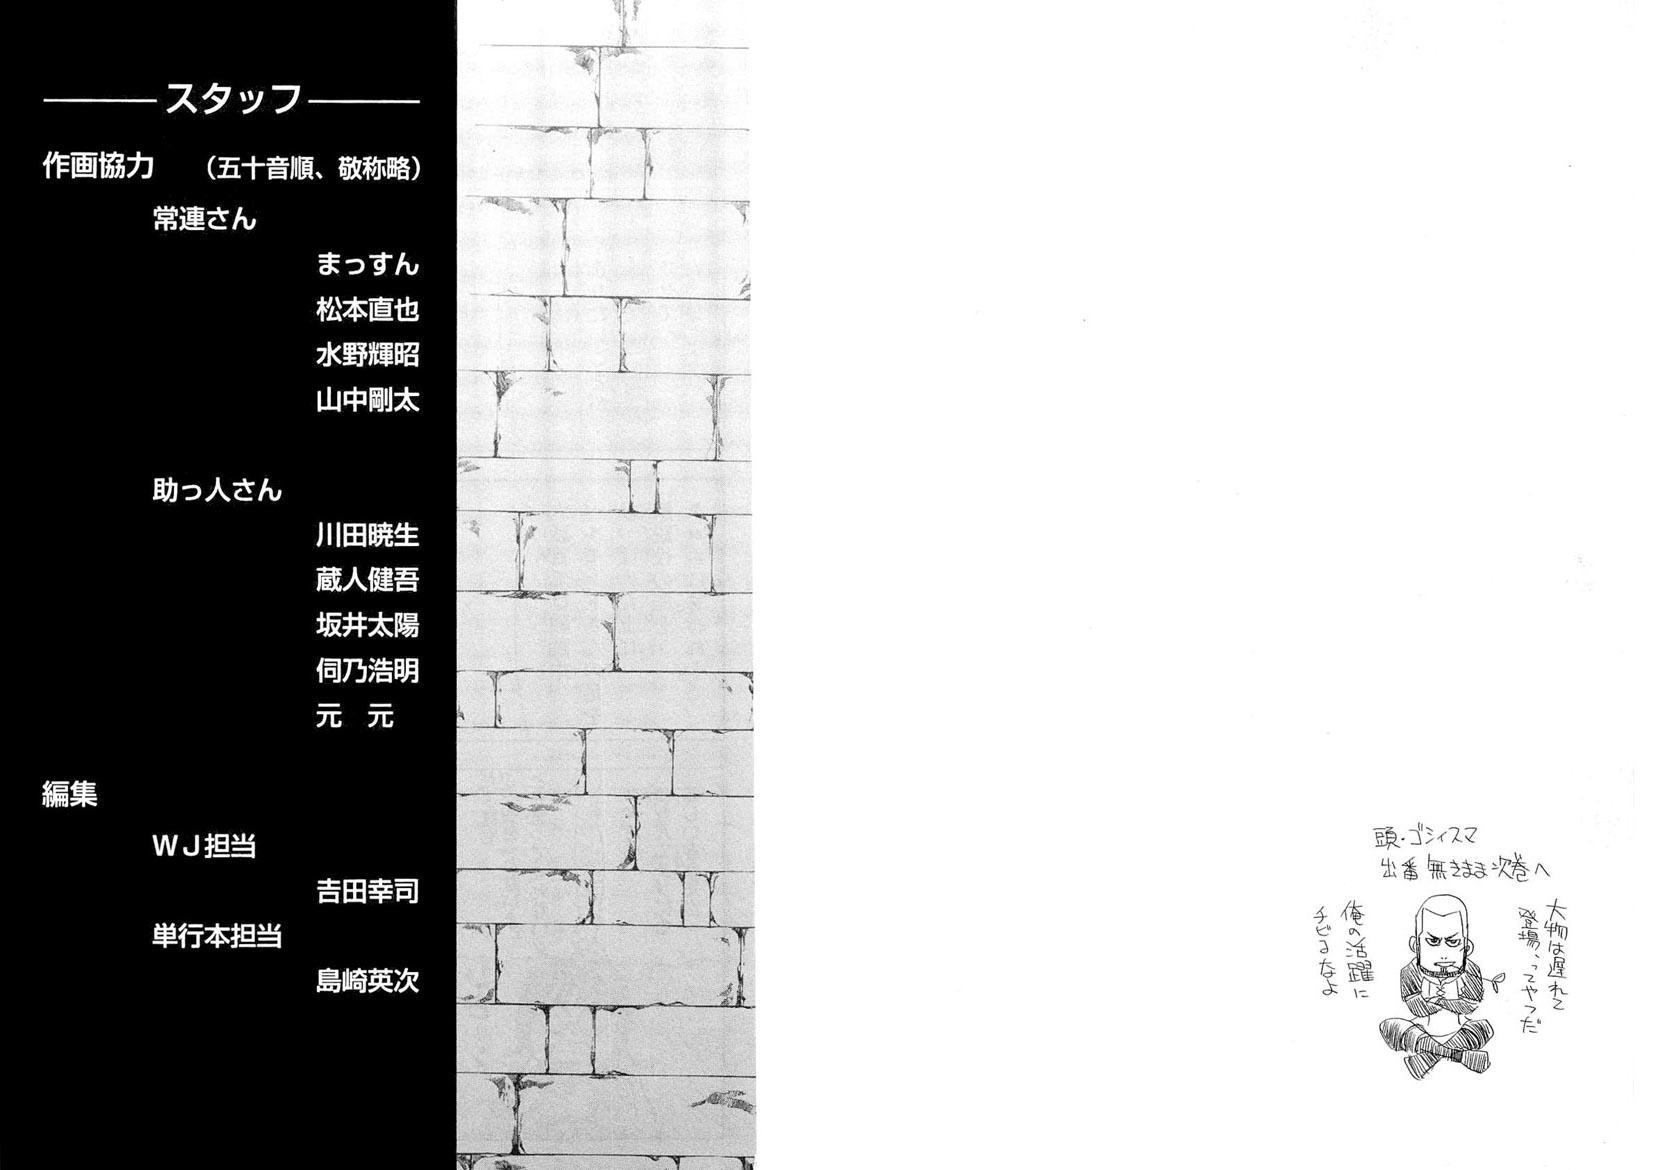 スタッフ
作画協力 （五十音順、敬称略）
常連さん
まっすん
松本直也
水野輝昭
山中剛太
助っ人さん
川田暁生
蔵人健吾
坂井太陽
伺乃浩明
元　元
編集
ＷＪ担当
吉田幸司
単行本担当
島崎英次
頭・ゴシィスマ
出番無きまま次巻へ
大物は遅れて
登場、ってやつだ
俺の活躍に
チビるなよ